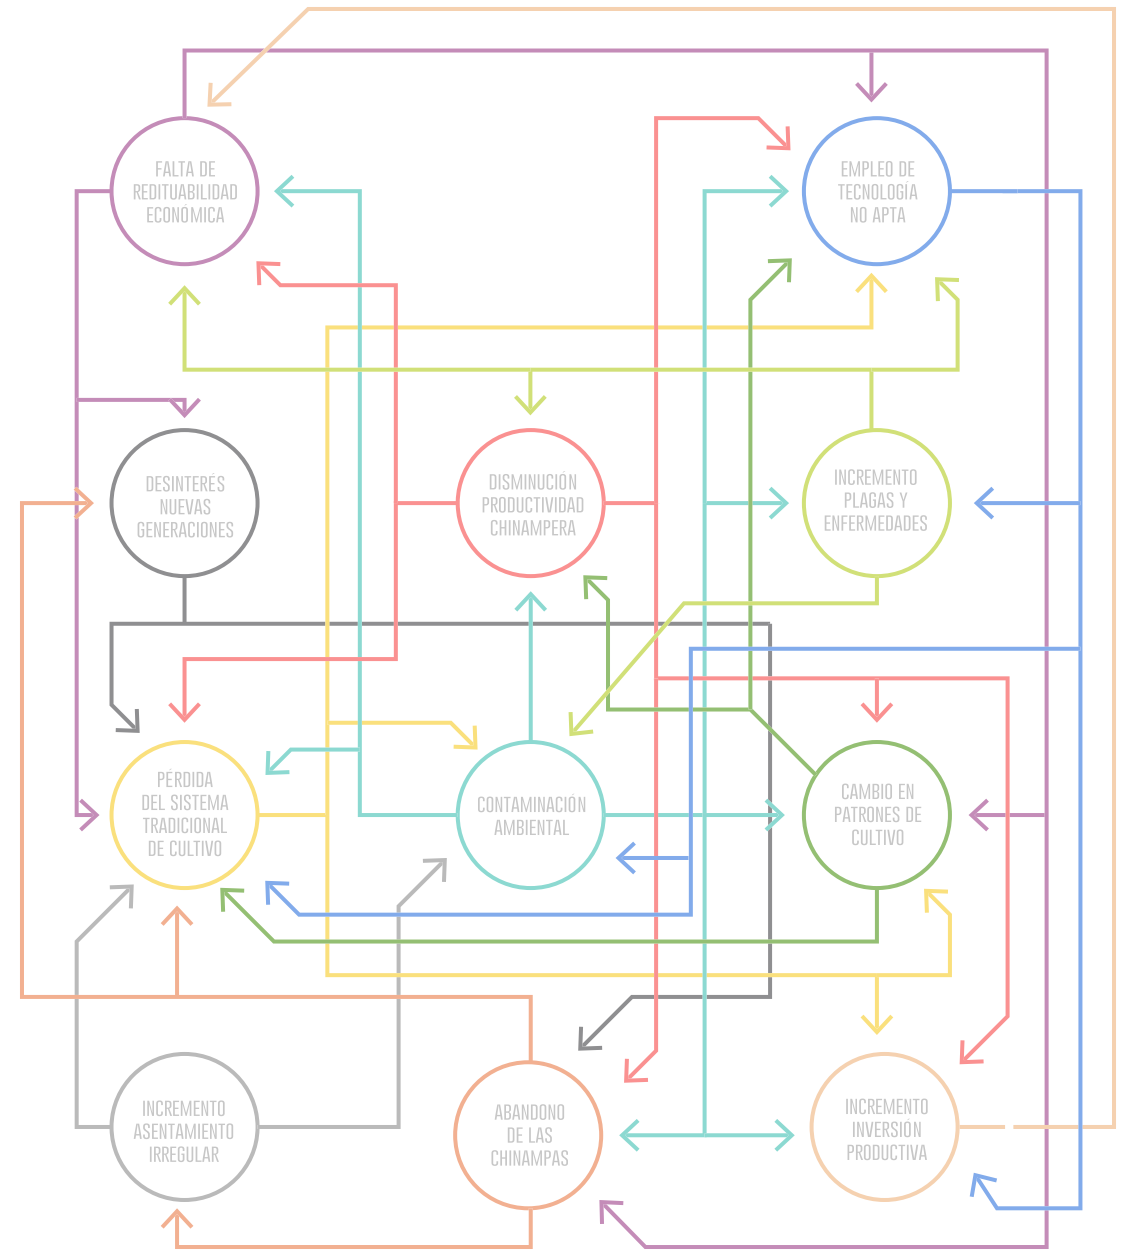 FALTA DE
REDITUABILIDAD
ECONÓMICA
EMPLEO DE
TECNOLOGÍA
NO APTA
DESINTERÉS
NUEVAS
GENERACIONES
DISMINUCIÓN
PRODUCTIVIDAD
CHINAMPERA
INCREMENTO
PLAGAS Y
ENFERMEDADES
PÉRDIDA
DEL SISTEMA
TRADICIONAL
DE CULTIVO
CONTAMINACIÓN
AMBIENTAL
CAMBIO EN
PATRONES DE
CULTIVO
INCREMENTO
ASENTAMIENTO
IRREGULAR
ABANDONO
DE LAS
CHINAMPAS
INCREMENTO
INVERSIÓN
PRODUCTIVA